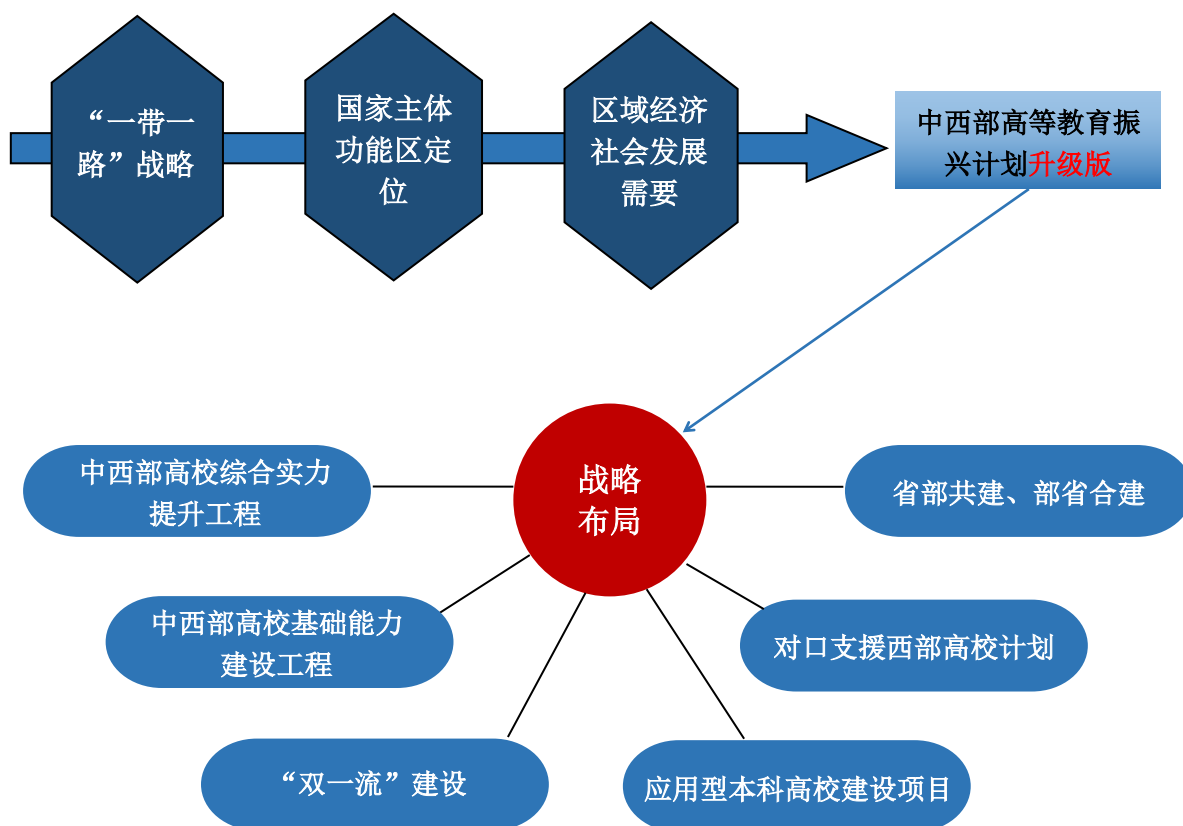 “一带一
路”战略
国家主体
功能区定
位
区域经济
社会发展
需要
中西部高等教育振
兴计划升级版
战略
布局
中西部高校综合实力
提升工程
省部共建、部省合建
中西部高校基础能力
建设工程
对口支援西部高校计划
“双一流”建设
应用型本科高校建设项目